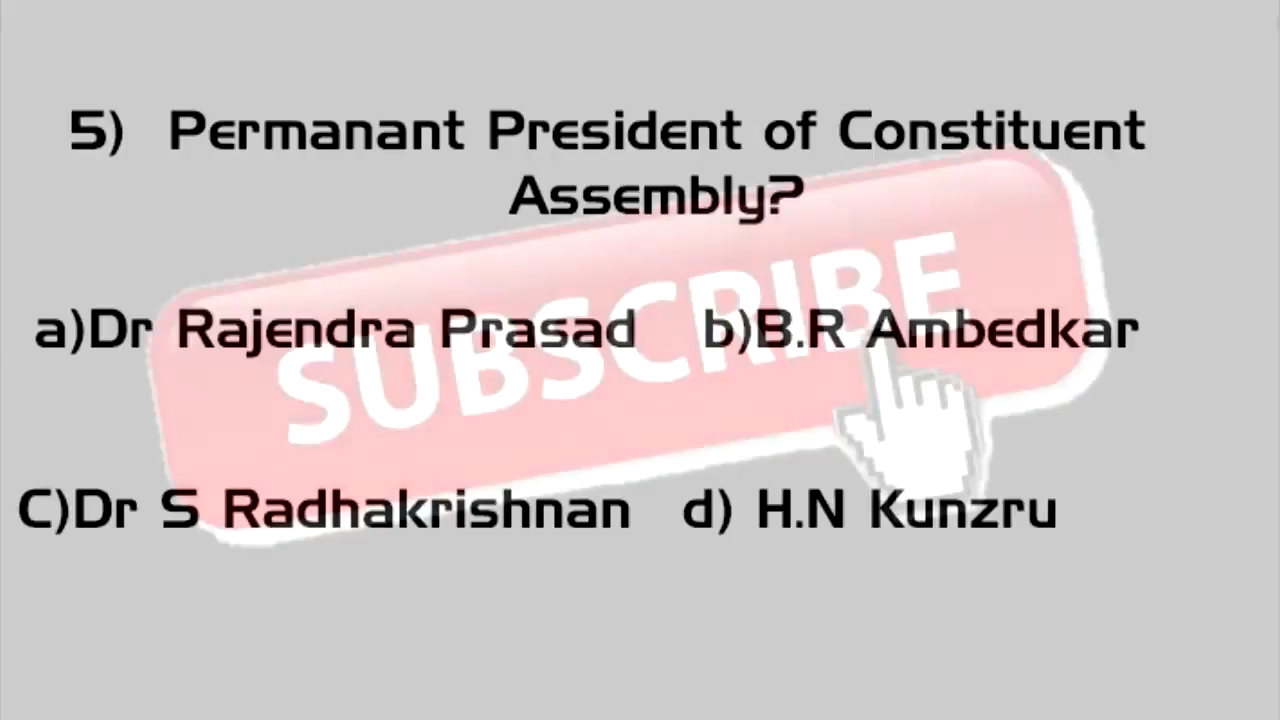 5) Permanant President of Constituent
Assembly?
SUBSCRIBE
a)Dr Rajendra Prasad b)B.R Ambedkar
C)Dr S Radhakrishnan d) H.N Kunzru